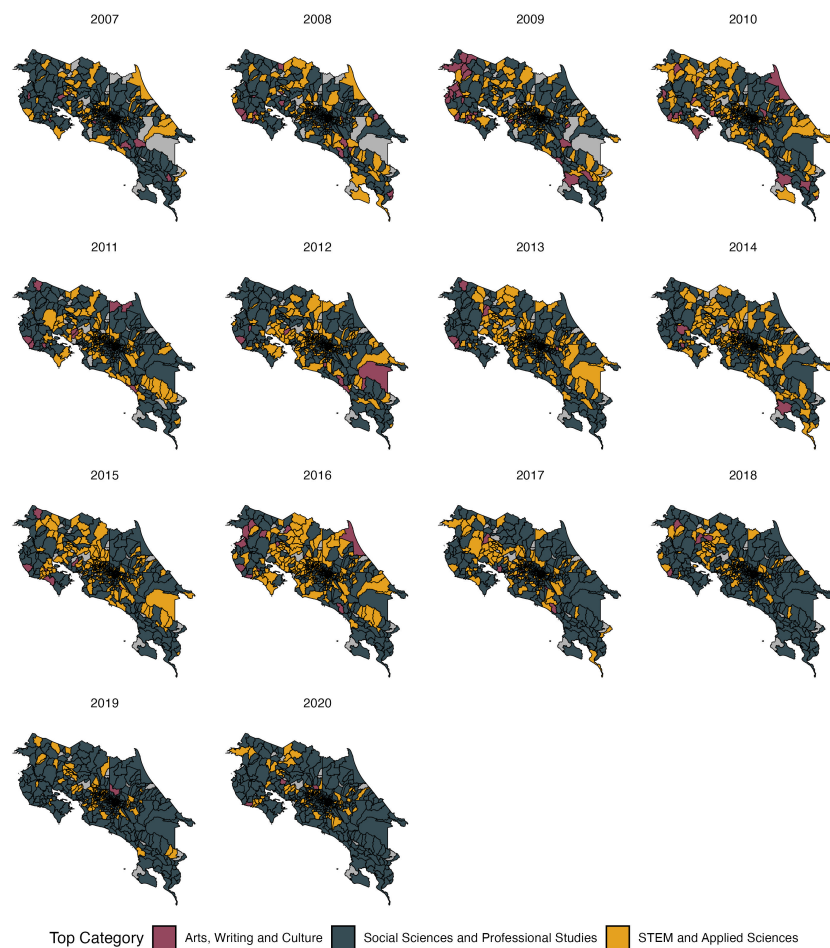 2007 2008 2009 2010
2011 2012 2013 2014
2015 2016 2017 2018
2019 2020
Top Category Arts, Writing and Culture Social Sciences and Professional Studies STEM and Applied Sciences